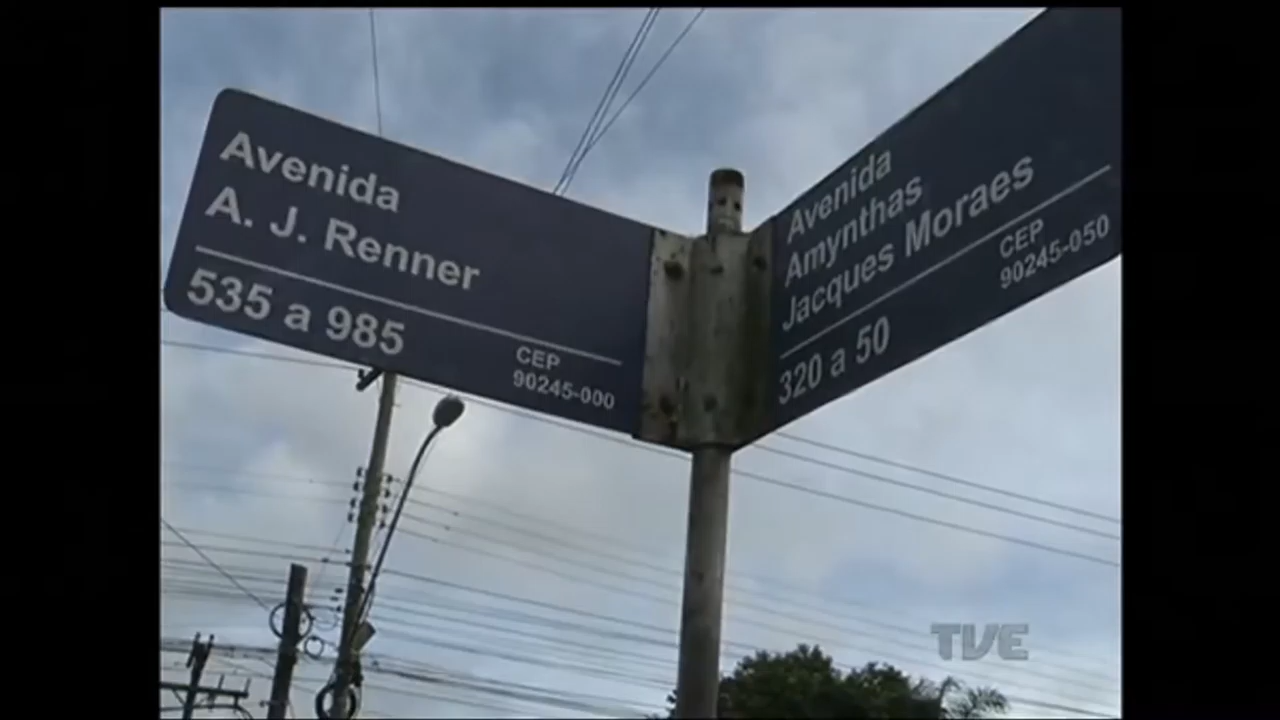 Avenida
A. J. Renner
535 a 985
CEP
90245-000
Avenida
Amynthas
Jacques Moraes
CEP
90245-050
320 a 50
TVE